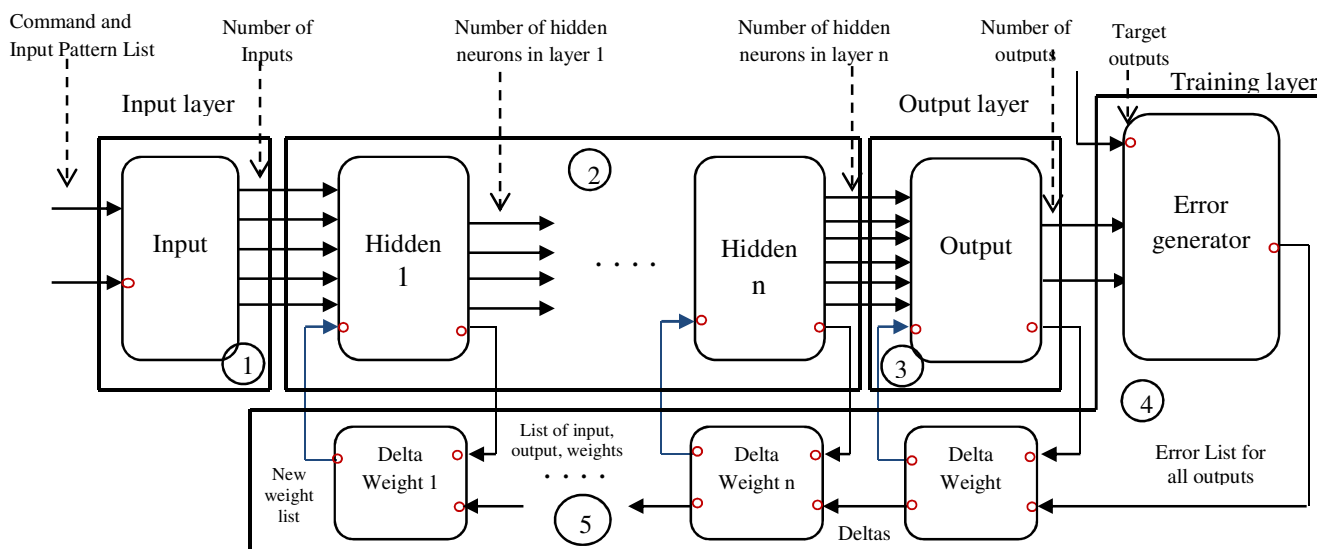 Command and
Input Pattern List
Number of
Inputs
Number of hidden
neurons in layer 1
Number of hidden
neurons in layer n
Number of
outputs
Target
outputs
Input layer
Output layer
Training layer
Input
Hidden
1
. . . .
Hidden
n
Output
Error
generator
1
2
3
4
New
weight
list
Delta
Weight 1
List of input,
output, weights
. . . .
5
Delta
Weight n
Deltas
Delta
Weight
Error List for
all outputs